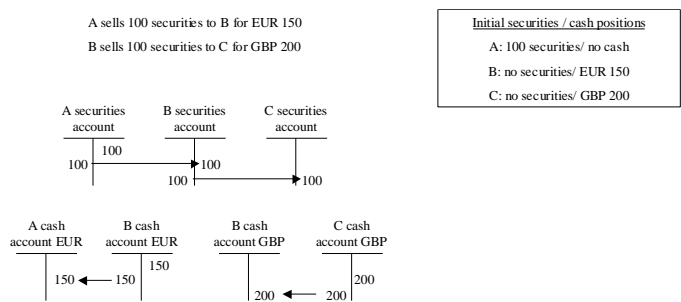 A sells 100 securities to B for EUR 150
B sells 100 securities to C for GBP 200
Initial securities / cash positions
A: 100 securities/ no cash
B: no securities/ EUR 150
C: no securities/ GBP 200
A securities account
B securities account
C securities account
100
100
100
100
100
A cash account EUR
B cash account EUR
B cash account GBP
C cash account GBP
150
150
150
200
200
200